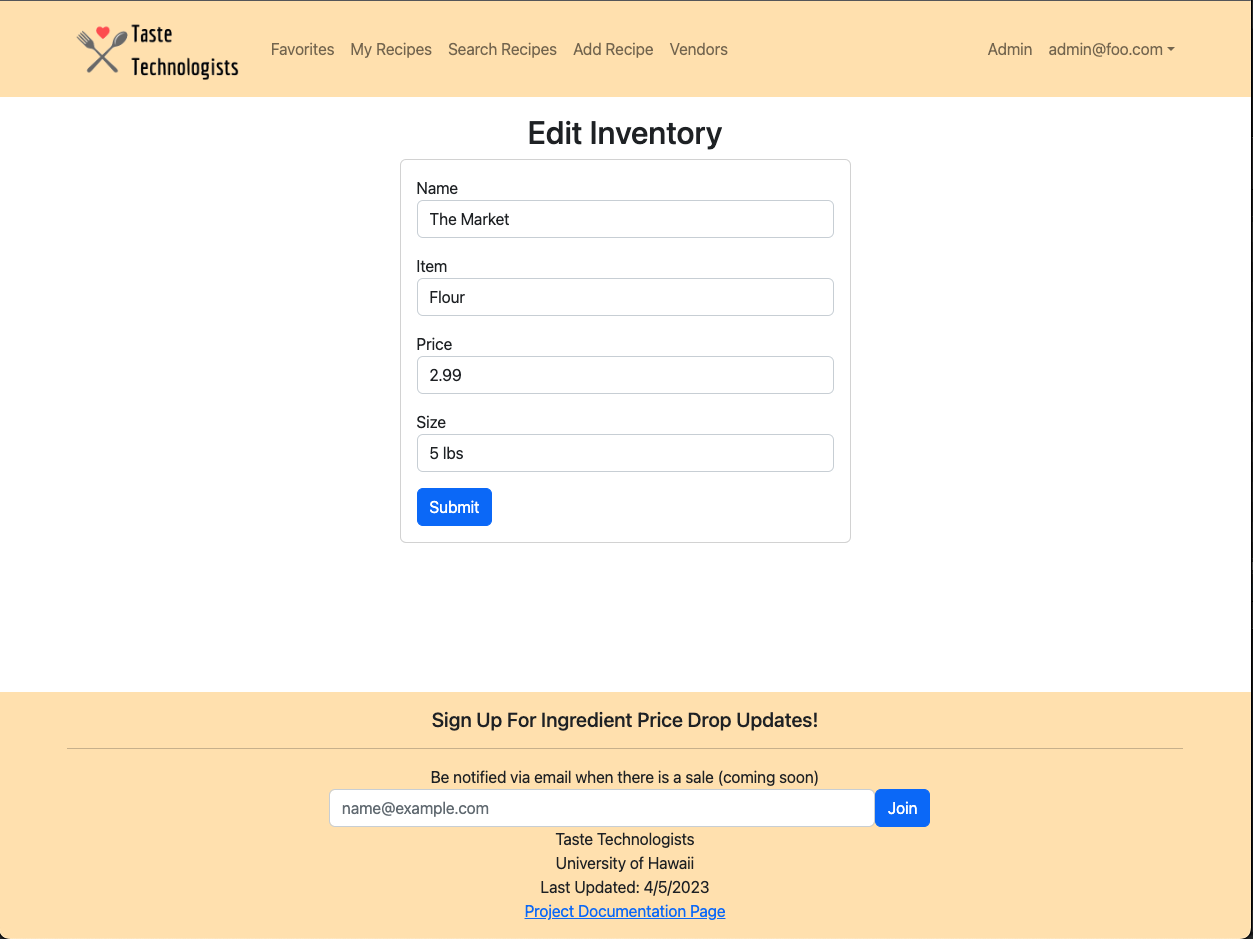 Taste
Technologists
Favorites My Recipes Search Recipes Add Recipe Vendors Admin admin@foo.com
Edit Inventory
Name
The Market
Item
Flour
Price
2.99
Size
5 lbs
Submit
Sign Up For Ingredient Price Drop Updates!
Be notified via email when there is a sale (coming soon)
name@example.com Join
Taste Technologists
University of Hawaii
Last Updated: 4/5/2023
Project Documentation Page